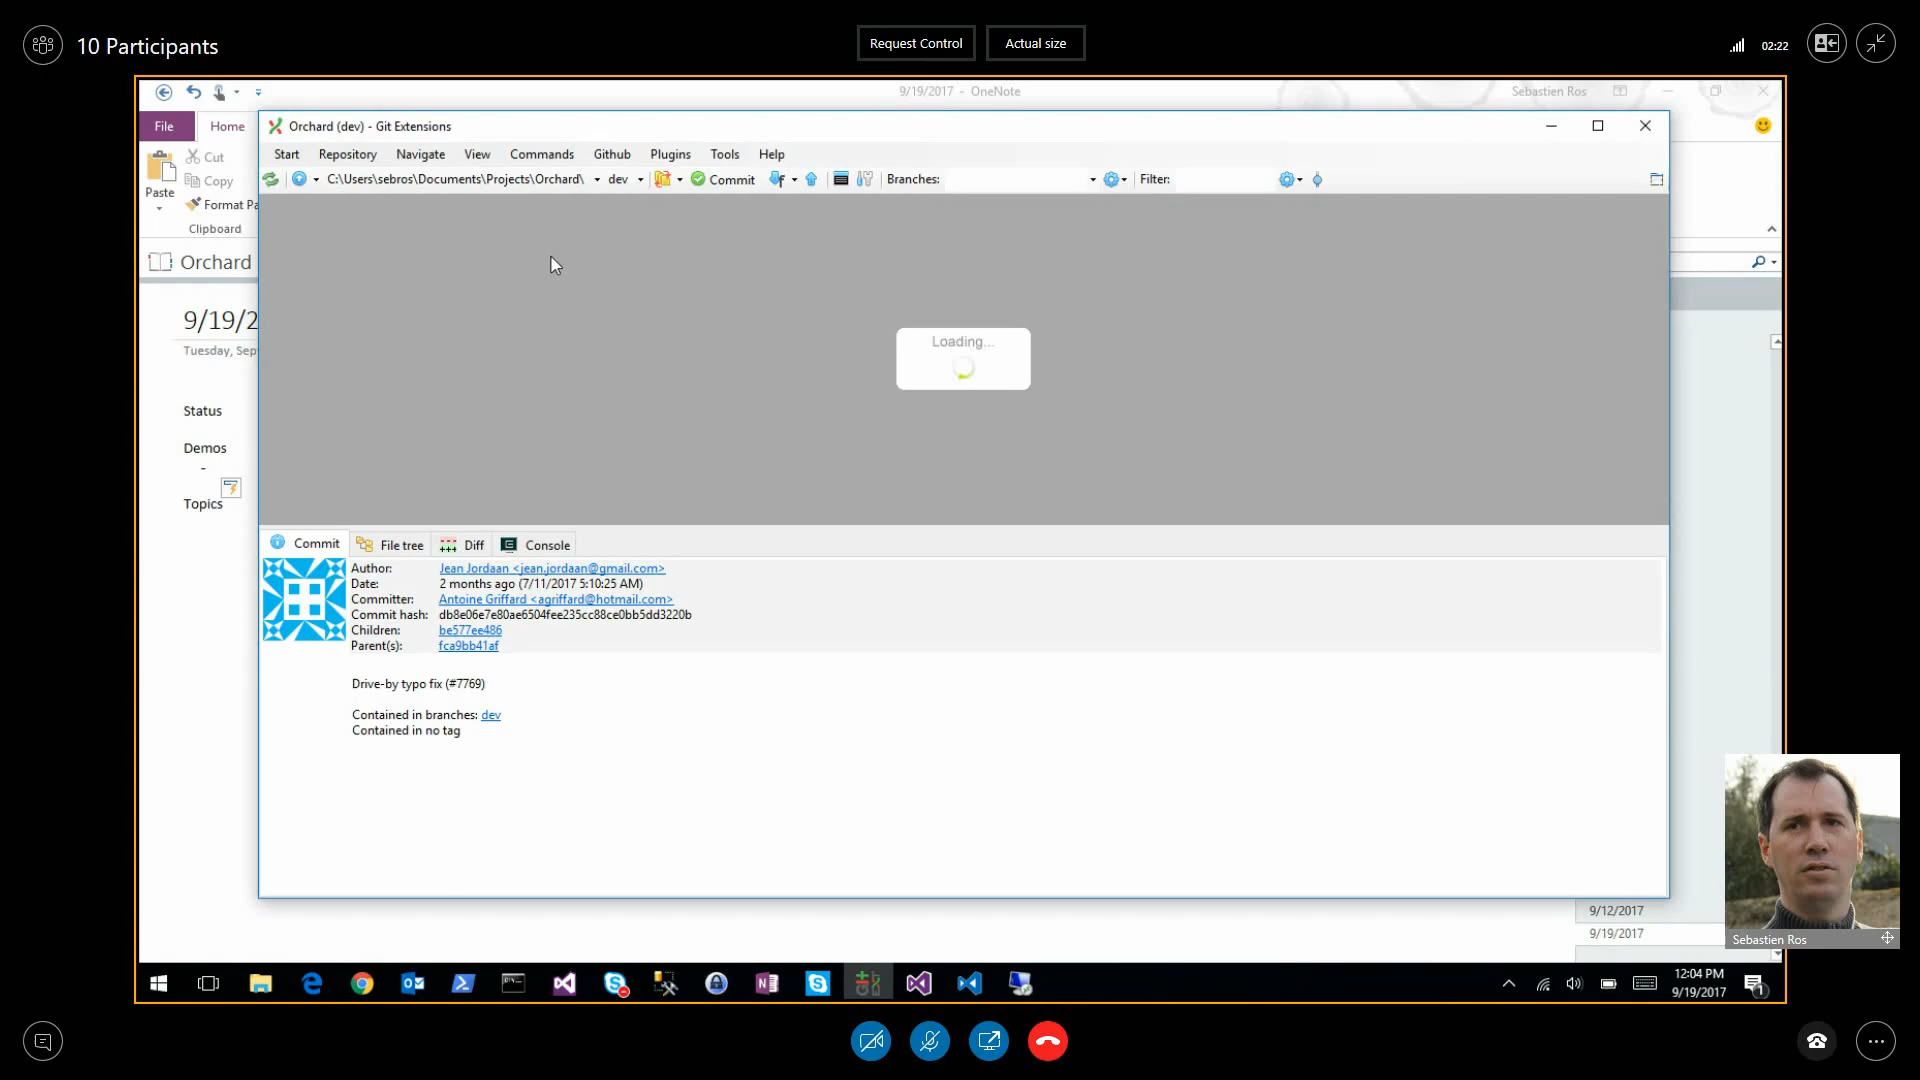 10 Participants
Request Control
Actual size
02:22
9/19/2017 - OneNote
Sebastien Ros
File
Home
Orchard (dev) - Git Extensions
Start Repository Navigate View Commands Github Plugins Tools Help
Cut
Copy
Paste
Format Pa
Clipboard
C:\Users\sebros\Documents\Projects\Orchard\ dev Commit Branches: Filter:
Orchard
9/19/2
Tuesday, Sep
Loading...
Status
Demos
-
Topics
Commit File tree Diff Console
Author: Jean Jordaan <jean.jordaan@gmail.com>
Date: 2 months ago (7/11/2017 5:10:25 AM)
Committer: Antoine Griffard <agriffard@hotmail.com>
Commit hash: db8e06e7e80ae6504fee235cc88ce0bb5dd3220b
Children: be577ee486
Parent(s): fca9bb41af
Drive-by typo fix (#7769)
Contained in branches: dev
Contained in no tag
9/12/2017
9/19/2017
Sebastien Ros
12:04 PM
9/19/2017
1